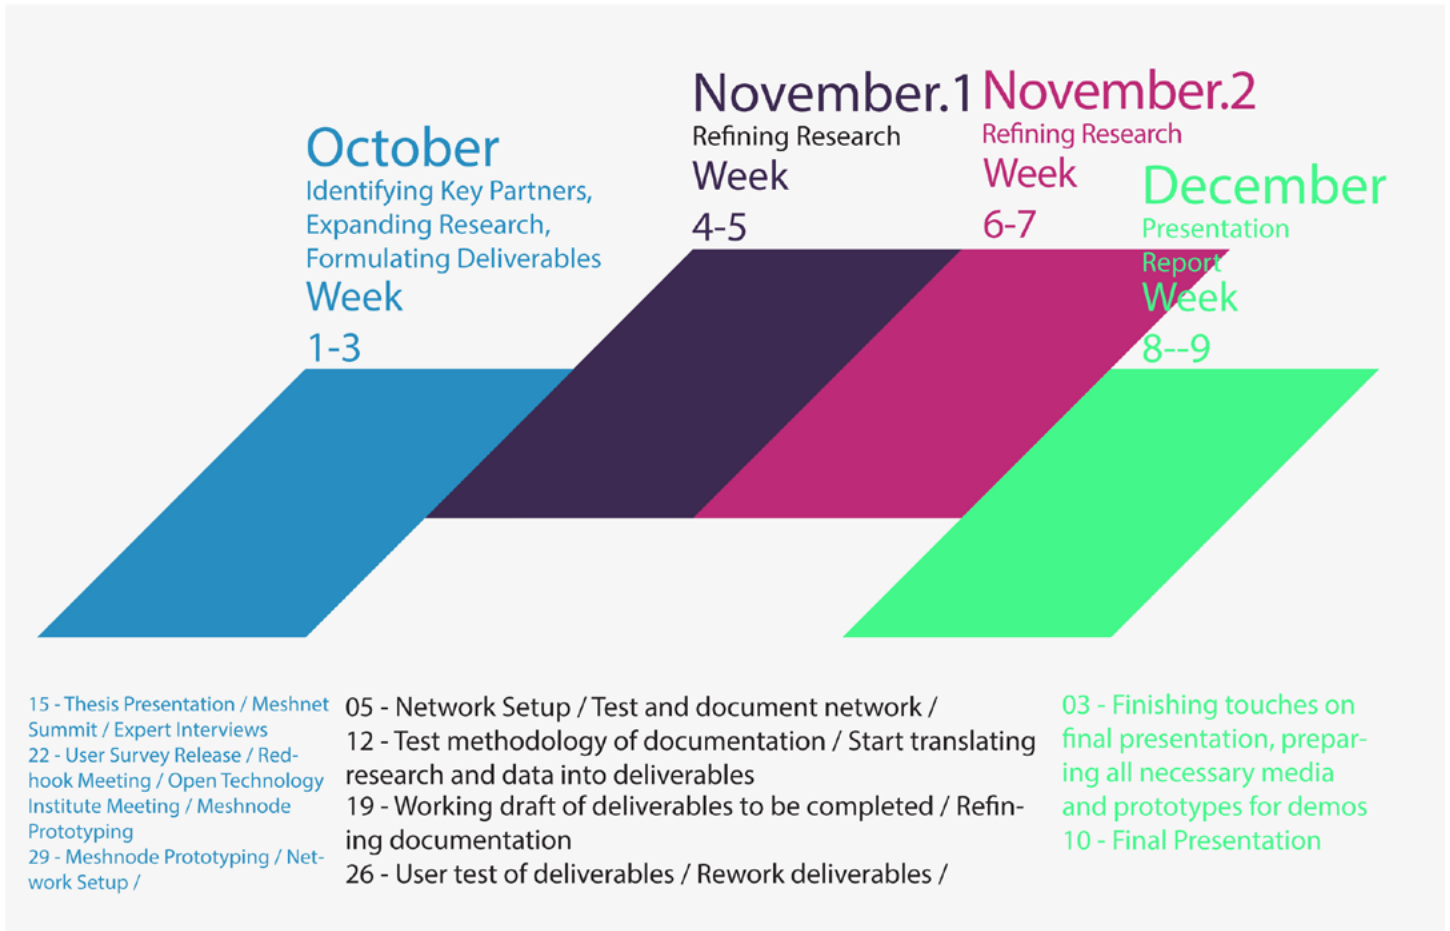 October
Identifying Key Partners,
Expanding Research,
Formulating Deliverables
Week
1-3
November.1
Refining Research
Week
4-5
November.2
Refining Research
Week
6-7
December
Presentation
Report
Week
8--9
15 - Thesis Presentation / Meshnet
Summit / Expert Interviews
22 - User Survey Release / Red-
hook Meeting / Open Technology
Institute Meeting / Meshnode
Prototyping
29 - Meshnode Prototyping / Net-
work Setup /
05 - Network Setup / Test and document network /
12 - Test methodology of documentation / Start translating
research and data into deliverables
19 - Working draft of deliverables to be completed / Refin-
ing documentation
26 - User test of deliverables / Rework deliverables /
03 - Finishing touches on
final presentation, prepar-
ing all necessary media
and prototypes for demos
10 - Final Presentation